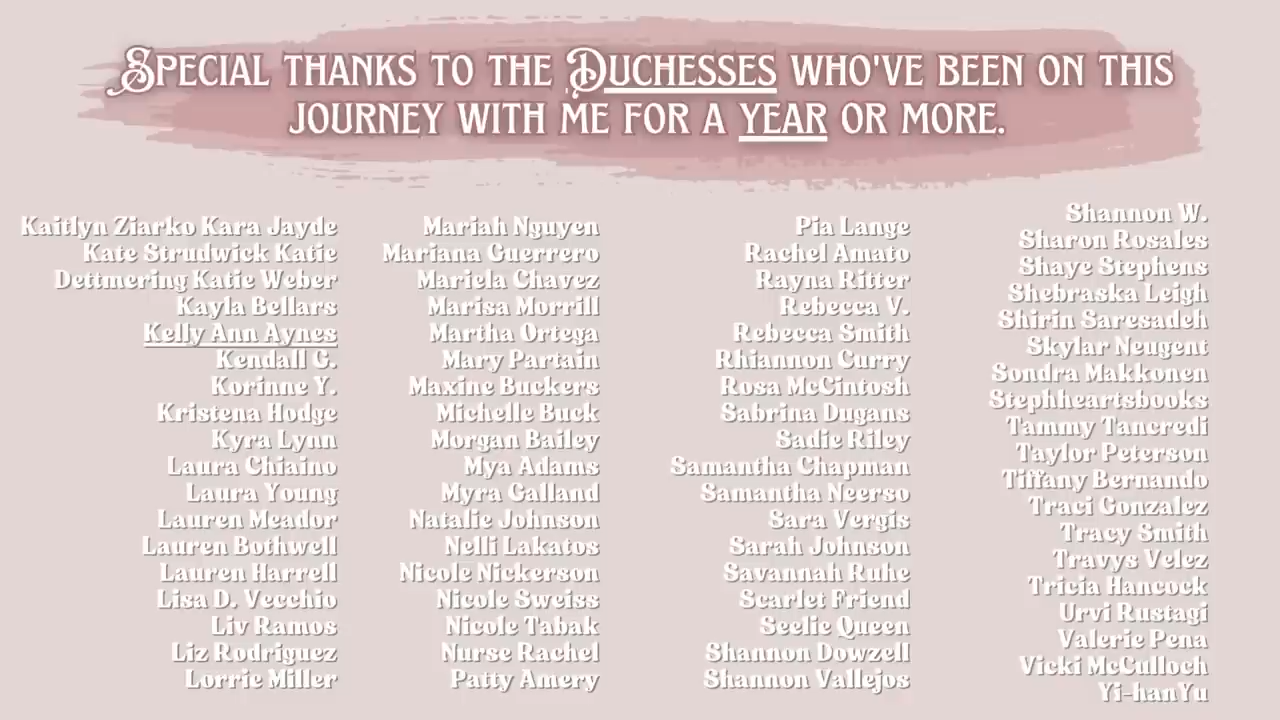 Special thanks to the Duchesses who've been on this
journey with me for a year or more.
Kaitlyn Ziarko Kara Jayde
Kate Strudwick Katie
Dettmering Katie Weber
Kayla Bellars
Kelly Ann Aynes
Kendall G.
Korinne Y.
Kristena Hodge
Kyra Lynn
Laura Chiaino
Laura Young
Lauren Meador
Lauren Bothwell
Lauren Harrell
Lisa D. Vecchio
Liv Ramos
Liz Rodriguez
Lorrie Miller
Mariah Nguyen
Mariana Guerrero
Mariela Chavez
Marisa Morrill
Martha Ortega
Mary Partain
Maxine Buckers
Michelle Buck
Morgan Bailey
Mya Adams
Myra Galland
Natalie Johnson
Nelli Lakatos
Nicole Nickerson
Nicole Sweiss
Nicole Tabak
Nurse Rachel
Patty Amery
Pia Lange
Rachel Amato
Rayna Ritter
Rebecca V.
Rebecca Smith
Rhiannon Curry
Rosa McCintosh
Sabrina Dugans
Sadie Riley
Samantha Chapman
Samantha Neerso
Sara Vergis
Sarah Johnson
Savannah Ruhe
Scarlet Friend
Seelie Queen
Shannon Dowzell
Shannon Vallejos
Shannon W.
Sharon Rosales
Shaye Stephens
Shebraska Leigh
Shirin Saresadeh
Skylar Neugent
Sondra Makkonen
Stephheartsbooks
Tammy Tancredi
Taylor Peterson
Tiffany Bernando
Traci Gonzalez
Tracy Smith
Travys Velez
Tricia Hancock
Urvi Rustagi
Valerie Pena
Vicki McCulloch
Yi-hanYu